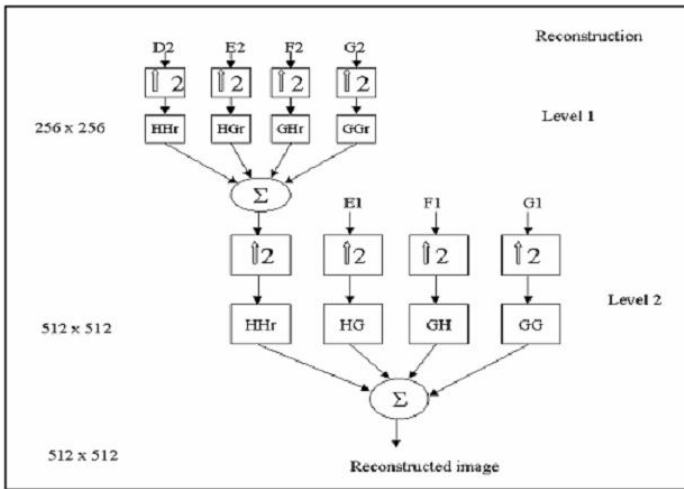 Reconstruction
D2 E2 F2 G2
⇑ 2 ⇑ 2 ⇑ 2 ⇑ 2
Level 1
256 x 256
HHr HGr GHr GGr
Σ
E1 F1 G1
⇑2 ⇑2 ⇑2 ⇑2
Level 2
512 x 512
HHr HG GH GG
Σ
512 x 512
Reconstructed image